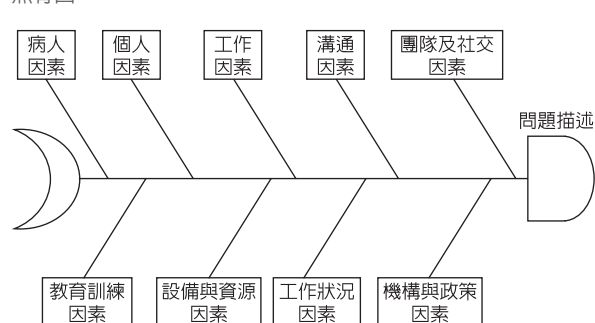 病人
因素
個人
因素
工作
因素
溝通
因素
團隊及社交
因素
問題描述
教育訓練
因素
設備與資源
因素
工作狀況
因素
機構與政策
因素